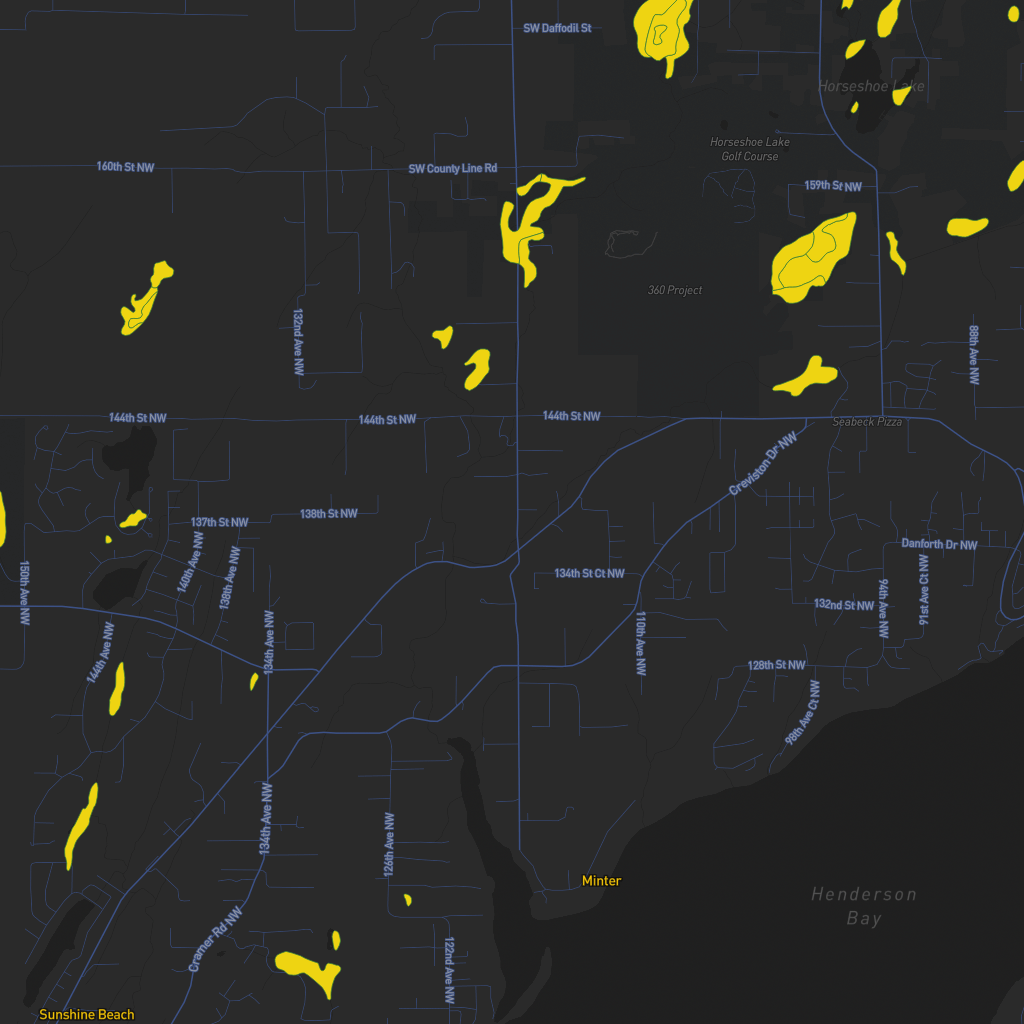 SW Daffodil St
Horseshoe Lake
Horseshoe Lake
Golf Course
160th St NW
SW County Line Rd
159th St NW
360 Project
132nd Ave NW
88th Ave NW
144th St NW
144th St NW
144th St NW
Seabeck Pizza
Creviston Dr NW
138th St NW
137th St NW
140th Ave NW
138th Ave NW
150th Ave NW
134th St Ct NW
Danforth Dr NW
94th Ave NW
91st Ave Ct NW
132nd St NW
110th Ave NW
134th Ave NW
144th Ave NW
128th St NW
98th Ave Ct NW
134th Ave NW
126th Ave NW
Minter
Henderson
Bay
Cramer Rd NW
122nd Ave NW
Sunshine Beach